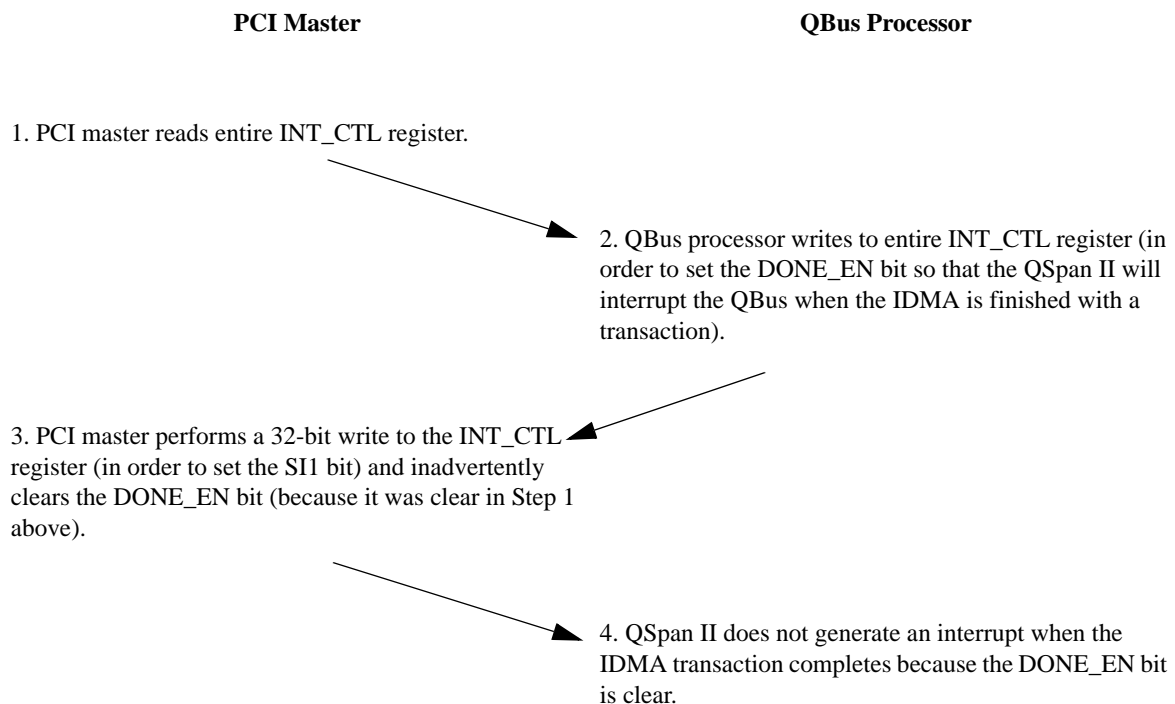 PCI Master
QBus Processor
1. PCI master reads entire INT_CTL register.
2. QBus processor writes to entire INT_CTL register (in
order to set the DONE_EN bit so that the QSpan II will
interrupt the QBus when the IDMA is finished with a
transaction).
3. PCI master performs a 32-bit write to the INT_CTL
register (in order to set the SI1 bit) and inadvertently
clears the DONE_EN bit (because it was clear in Step 1
above).
4. QSpan II does not generate an interrupt when the
IDMA transaction completes because the DONE_EN bit
is clear.